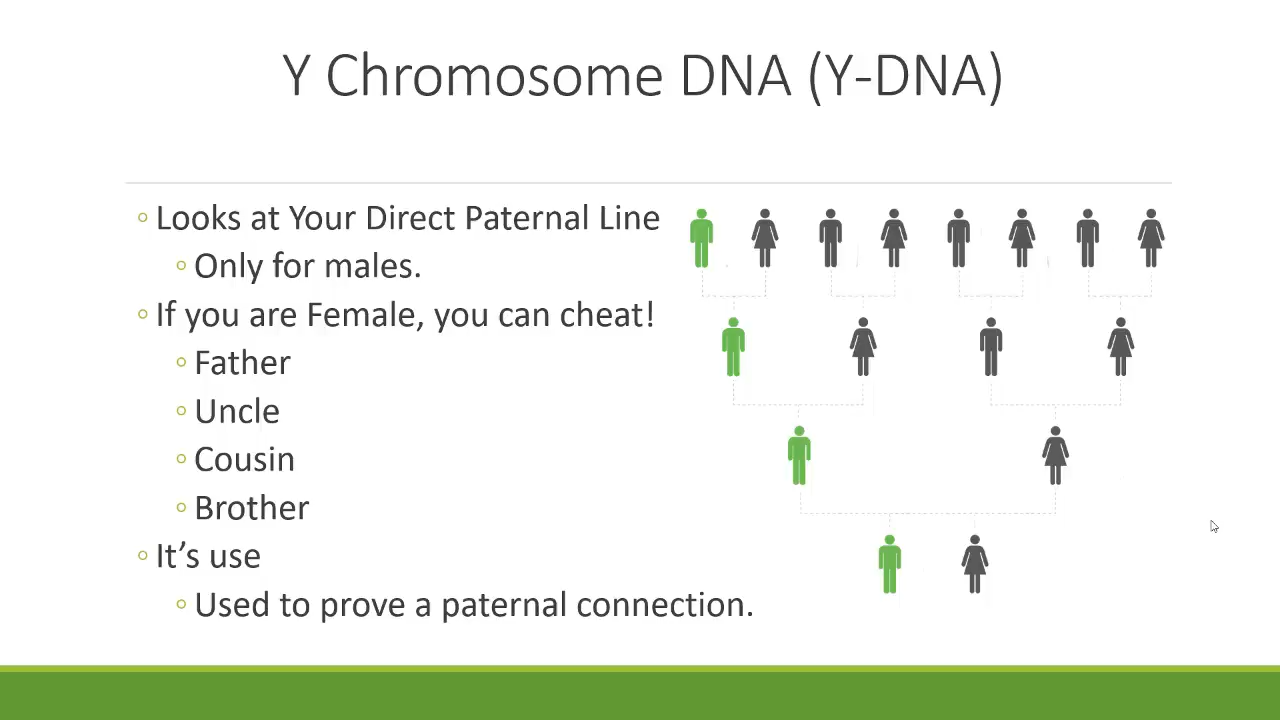 Y Chromosome DNA (Y-DNA)
◦ Looks at Your Direct Paternal Line
◦ Only for males.
◦ If you are Female, you can cheat!
◦ Father
◦ Uncle
◦ Cousin
◦ Brother
◦ It’s use
◦ Used to prove a paternal connection.